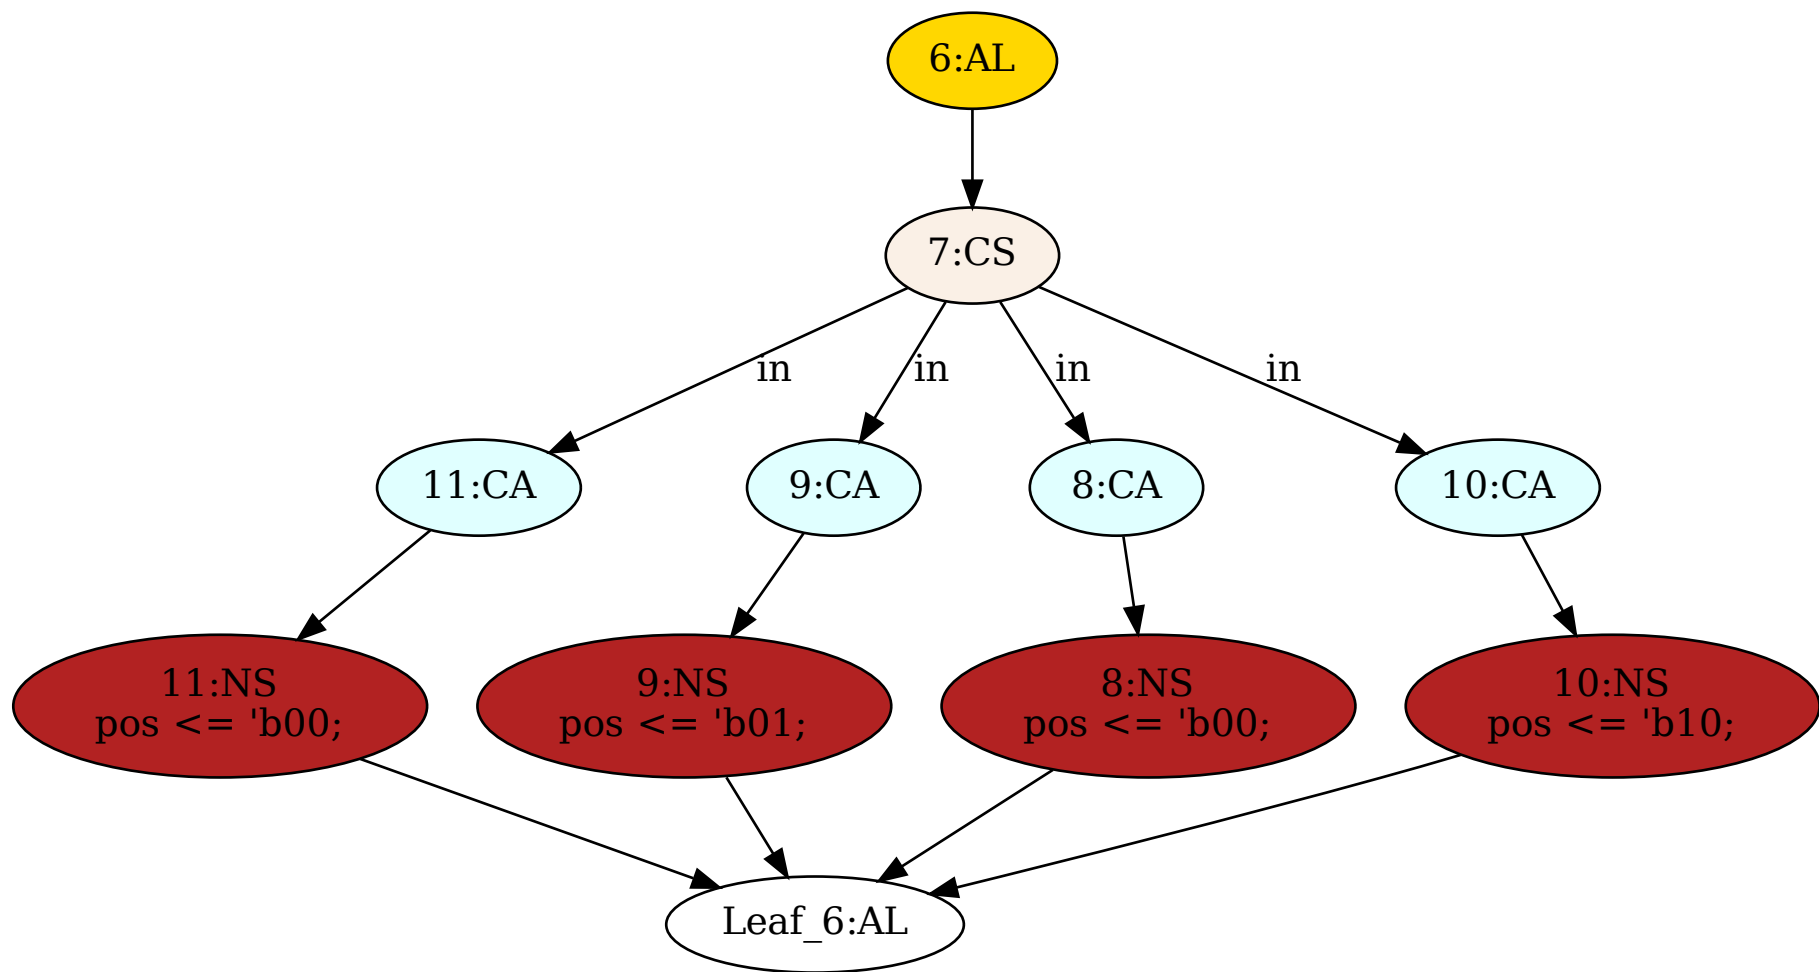 6:AL
7:CS
in
in
in
in
11:CA
9:CA
8:CA
10:CA
11:NS
pos <= 'b00;
9:NS
pos <= 'b01;
8:NS
pos <= 'b00;
10:NS
pos <= 'b10;
Leaf_6:AL